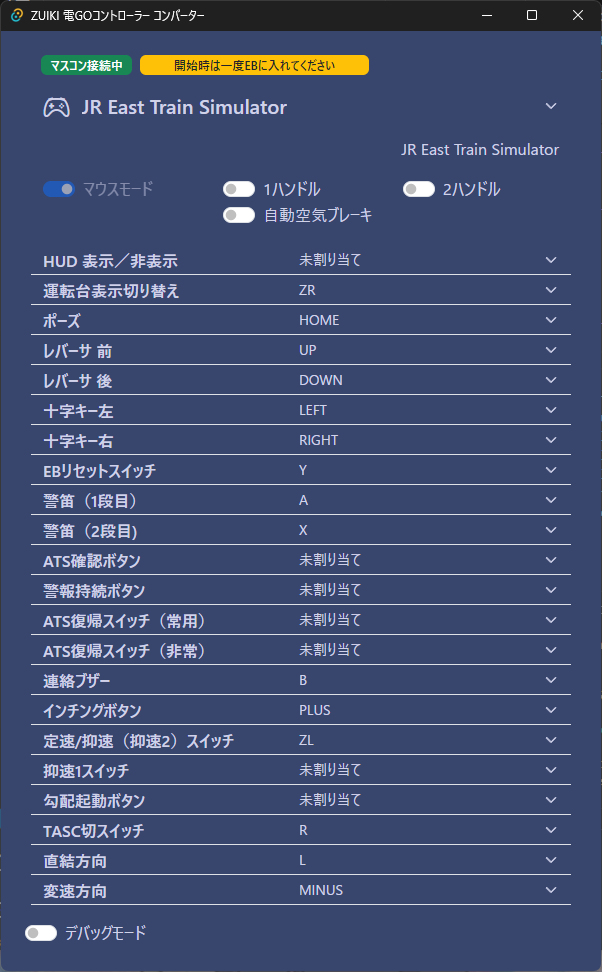 ZUIKI 電GOコントローラー コンバーター
マスコン接続中 開始時は一度EBに入れてください
JR East Train Simulator
JR East Train Simulator
マウスモード 1ハンドル 2ハンドル
自動空気ブレーキ
HUD 表示／非表示 未割り当て
運転台表示切り替え ZR
ポーズ HOME
レバーサ 前 UP
レバーサ 後 DOWN
十字キー左 LEFT
十字キー右 RIGHT
EBリセットスイッチ Y
警笛（1段目） A
警笛（2段目) X
ATS確認ボタン 未割り当て
警報持続ボタン 未割り当て
ATS復帰スイッチ（常用） 未割り当て
ATS復帰スイッチ（非常） 未割り当て
連絡ブザー B
インチングボタン PLUS
定速/抑速（抑速2）スイッチ ZL
抑速1スイッチ 未割り当て
勾配起動ボタン 未割り当て
TASC切スイッチ R
直結方向 L
変速方向 MINUS
デバッグモード